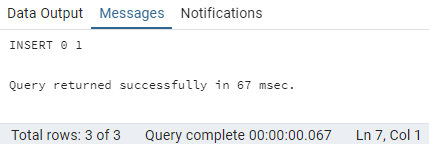 Data Output Messages Notifications
INSERT 0 1
Query returned successfully in 67 msec.
Total rows: 3 of 3 Query complete 00:00:00.067 Ln 7, Col 1